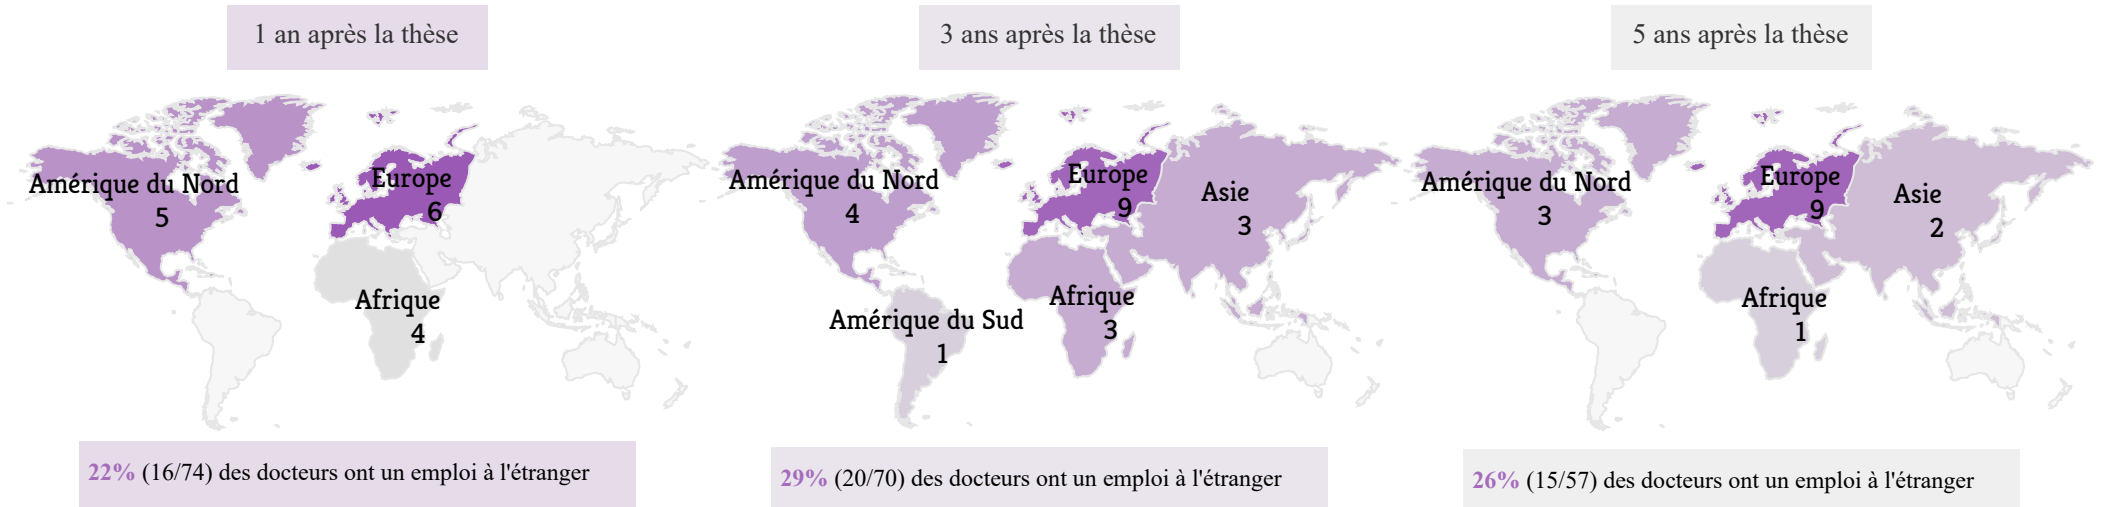 1 an après la thèse
Amérique du Nord
5
Europe
6
Afrique
4
22% (16/74) des docteurs ont un emploi à l'étranger
3 ans après la thèse
Amérique du Nord
4
Europe
9
Asie
3
Afrique
3
Amérique du Sud
1
29% (20/70) des docteurs ont un emploi à l'étranger
5 ans après la thèse
Amérique du Nord
3
Europe
9
Asie
2
Afrique
1
26% (15/57) des docteurs ont un emploi à l'étranger